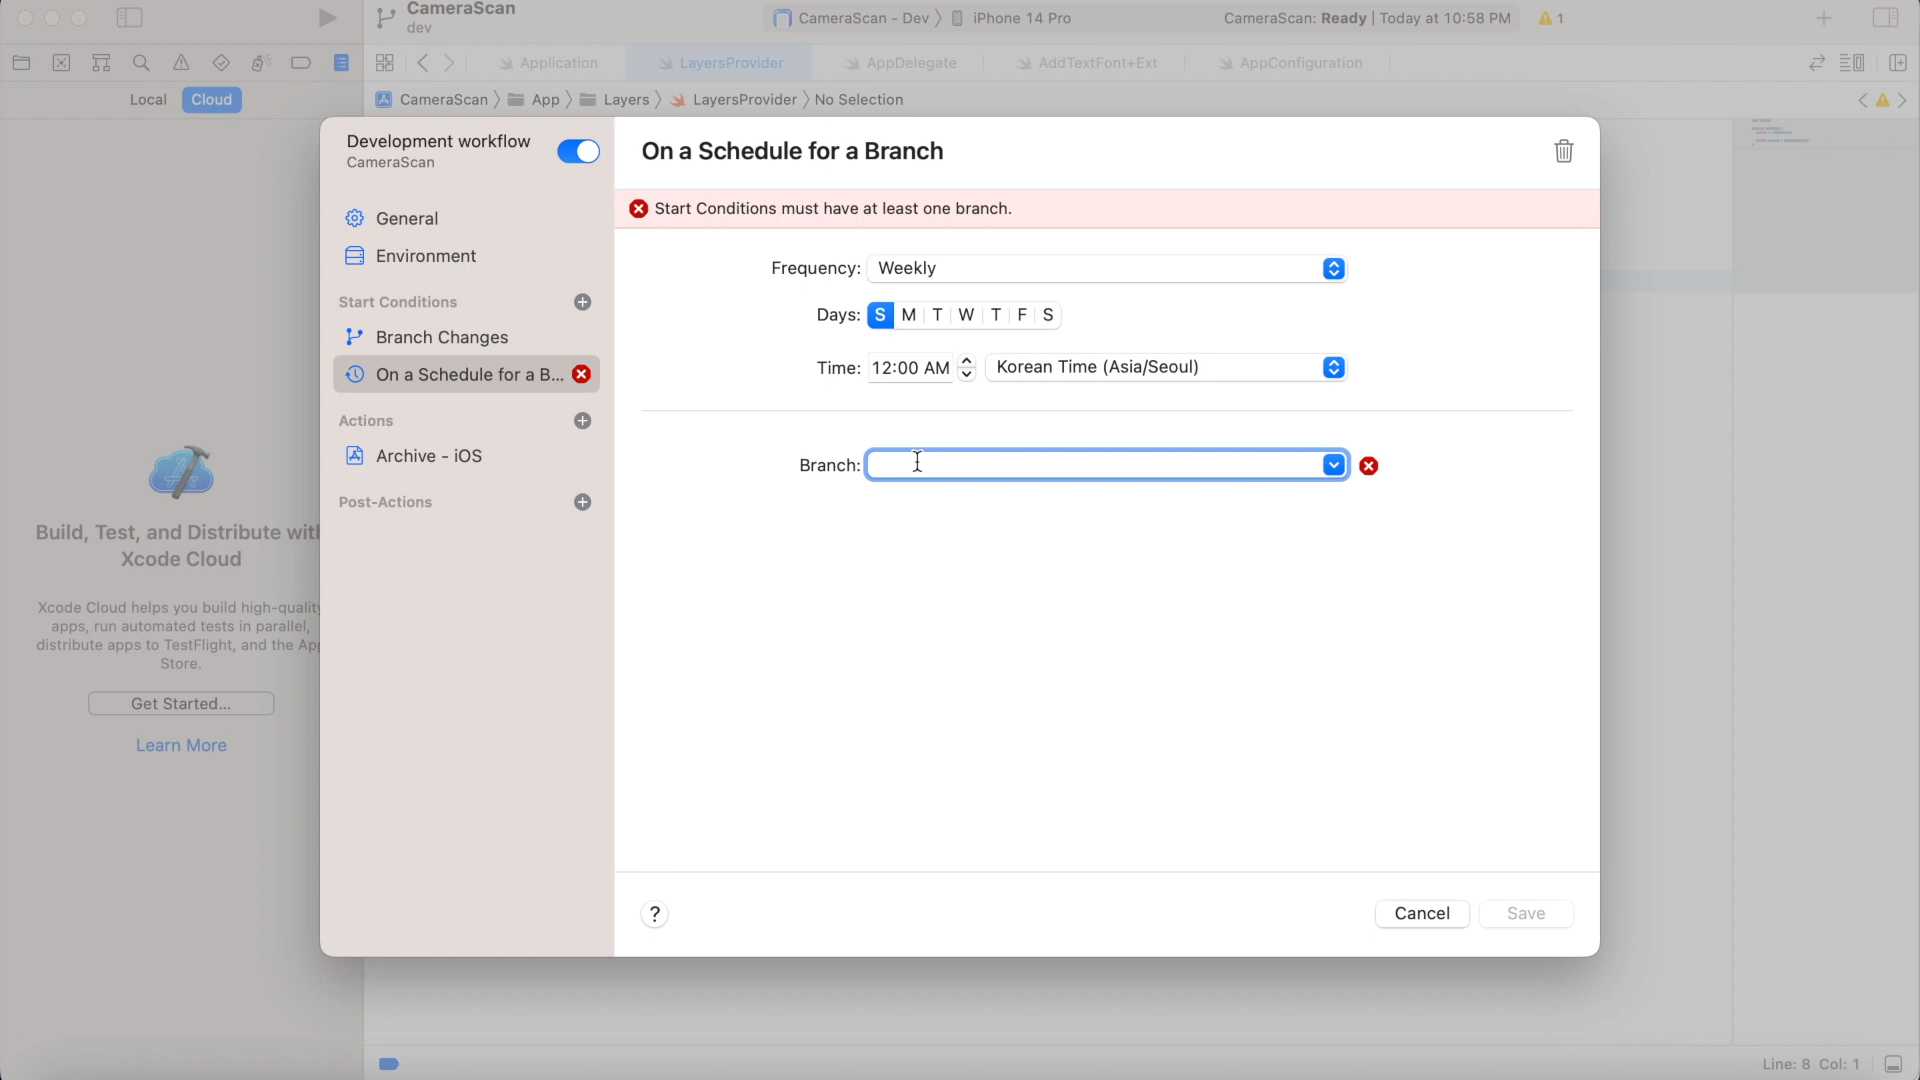 CameraScan
dev
CameraScan - Dev 〉 iPhone 14 Pro
CameraScan: Ready | Today at 10:58 PM
1
Application
LayersProvider
AppDelegate
AddTextFont+Ext
AppConfiguration
Local
Cloud
CameraScan 〉 App 〉 Layers 〉 LayersProvider 〉 No Selection
Development workflow
CameraScan
General
Environment
Start Conditions
Branch Changes
On a Schedule for a B...
Actions
Archive - iOS
Post-Actions
On a Schedule for a Branch
Start Conditions must have at least one branch.
Frequency: Weekly
Days: S M T W T F S
Time: 12:00 AM Korean Time (Asia/Seoul)
Branch:
? Cancel Save
Build, Test, and Distribute with
Xcode Cloud
Xcode Cloud helps you build high-quality
apps, run automated tests in parallel,
distribute apps to TestFlight, and the App
Store.
Get Started...
Learn More
Line: 8 Col: 1